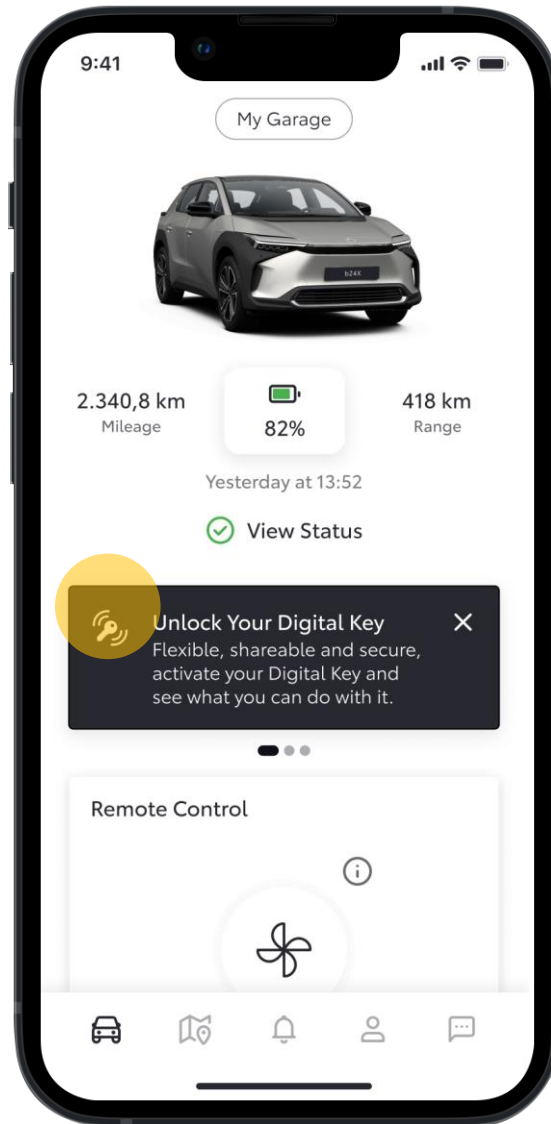 9:41
My Garage
bZ4X
2.340,8 km
Mileage
82%
418 km
Range
Yesterday at 13:52
View Status
Unlock Your Digital Key
Flexible, shareable and secure,
activate your Digital Key and
see what you can do with it.
Remote Control